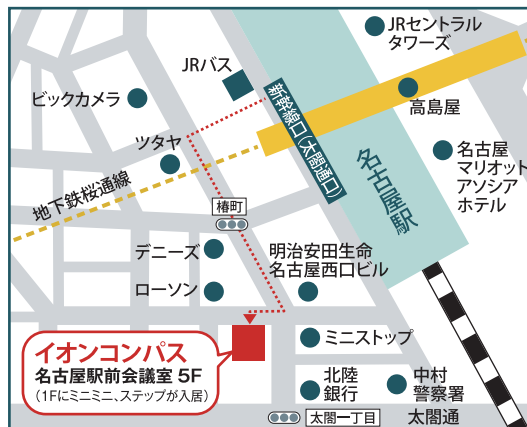 JRセントラル
タワーズ
JRバス
ビックカメラ
高島屋
新幹線口(太閤通口)
ツタヤ
名古屋
マリオット
アソシア
ホテル
名古屋駅
地下鉄桜通線
椿町
デニーズ
明治安田生命
名古屋西口ビル
ローソン
イオンコンパス
名古屋駅前会議室 5F
(1Fにミニミニ、ステップが入居)
ミニストップ
北陸
銀行
中村
警察署
太閤一丁目
太閤通